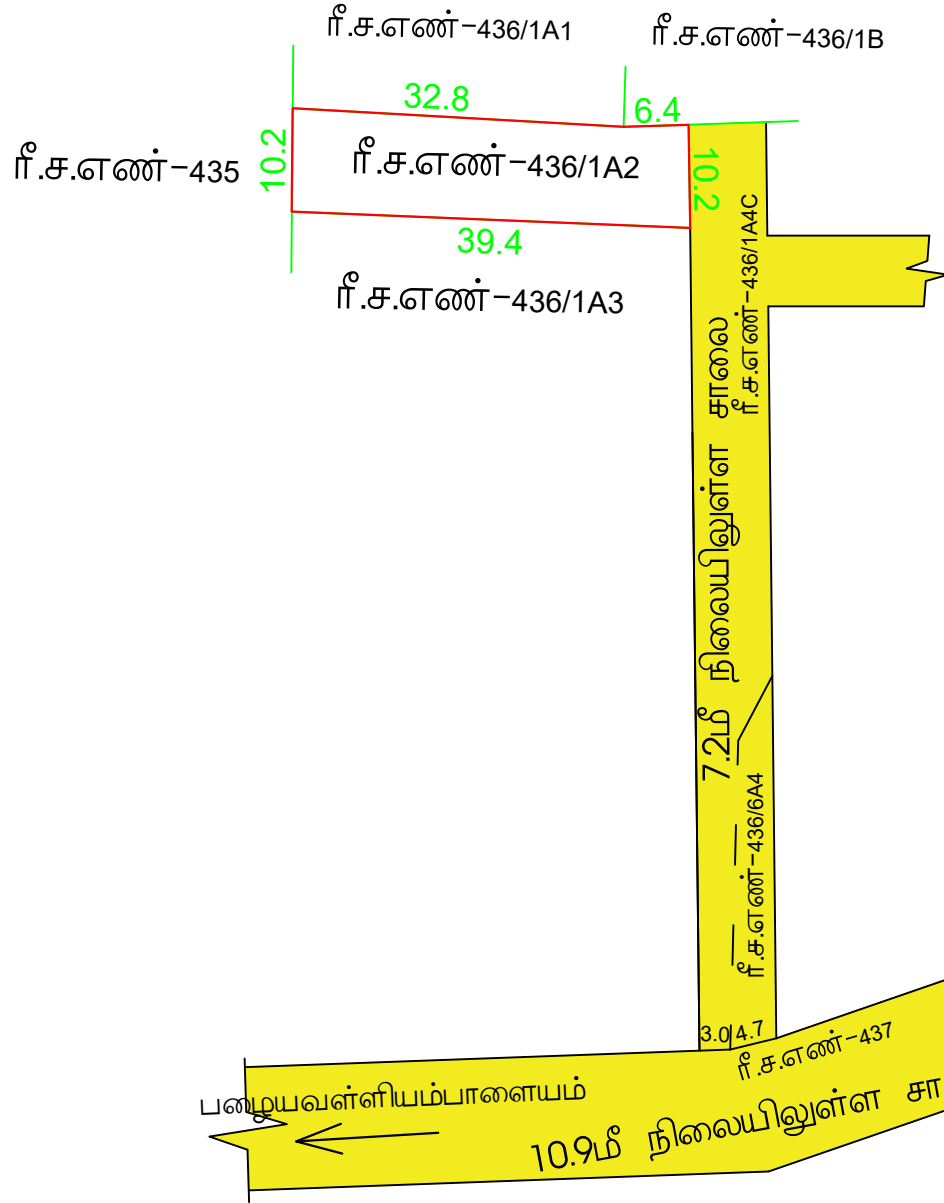 ரீ.ச.எண்-436/1A1
ரீ.ச.எண்-436/1B
32.8
6.4
ரீ.ச.எண்-435
10.2
ரீ.ச.எண்-436/1A2
10.2
39.4
ரீ.ச.எண்-436/1A3
ரீ.ச.எண்-436/1A4C
7.2மீ நிலையிலுள்ள சாலை
ரீ.ச.எண்-436/6A4
3.0
4.7
ரீ.ச.எண்-437
பழையவள்ளியம்பாளையம்
10.9மீ நிலையிலுள்ள சா